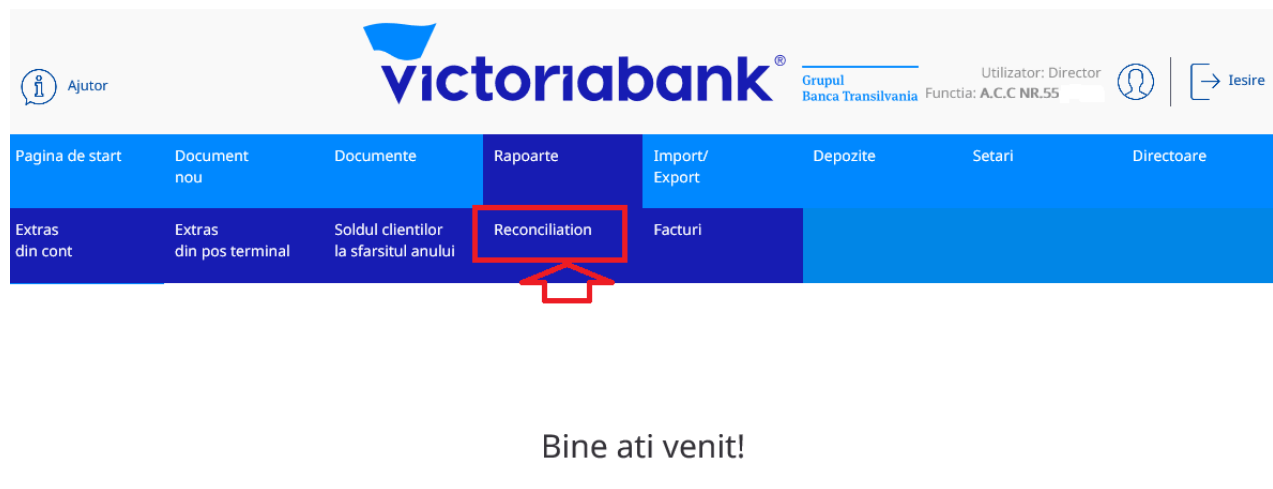 Ajutor
victoriabank®
Grupul
Banca Transilvania
Utilizator: Director
Functia: A.C.C NR.55
Iesire
Pagina de start
Document
nou
Documente
Rapoarte
Import/
Export
Depozite
Setari
Directoare
Extras
din cont
Extras
din pos terminal
Soldul clientilor
la sfarsitul anului
Reconciliation
Facturi
Bine ati venit!